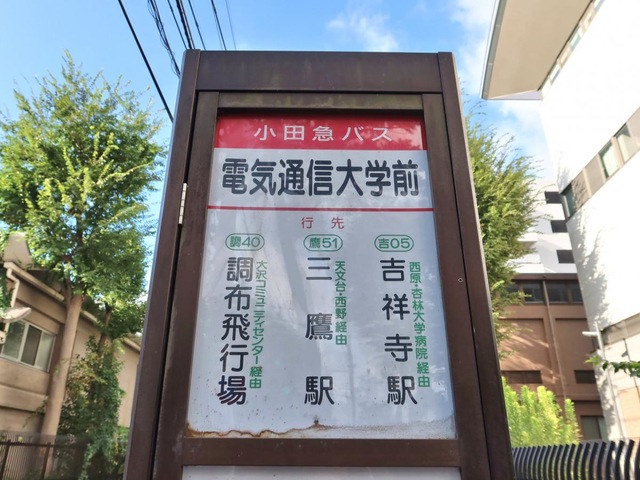 小田急バス
電気通信大学前
行先
吉05
吉祥寺駅
西原・杏林大学病院経由
鷹51
三鷹駅
天文台・西野経由
調40
調布飛行場
大沢コミュニティセンター経由